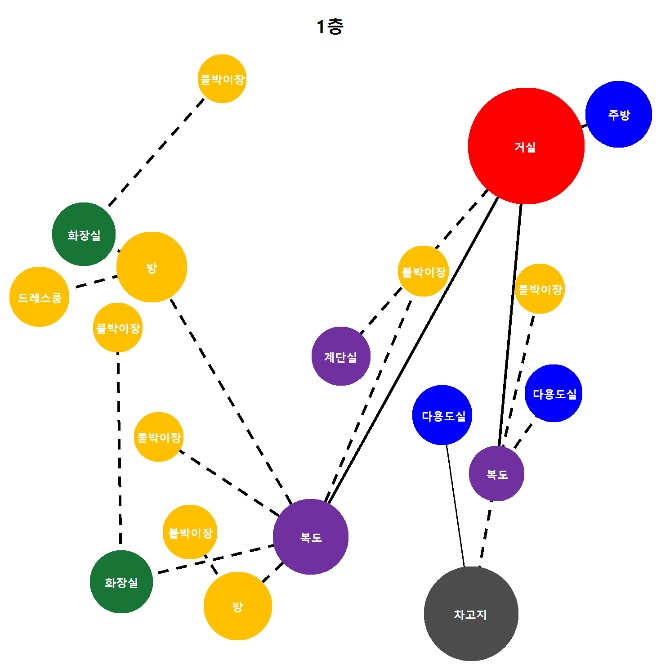 1층
붙박이장
주방
거실
화장실
방
붙박이장
드레스룸
붙박이장
붙박이장
계단실
다용도실
다용도실
붙박이장
복도
붙박이장
복도
화장실
방
차고지